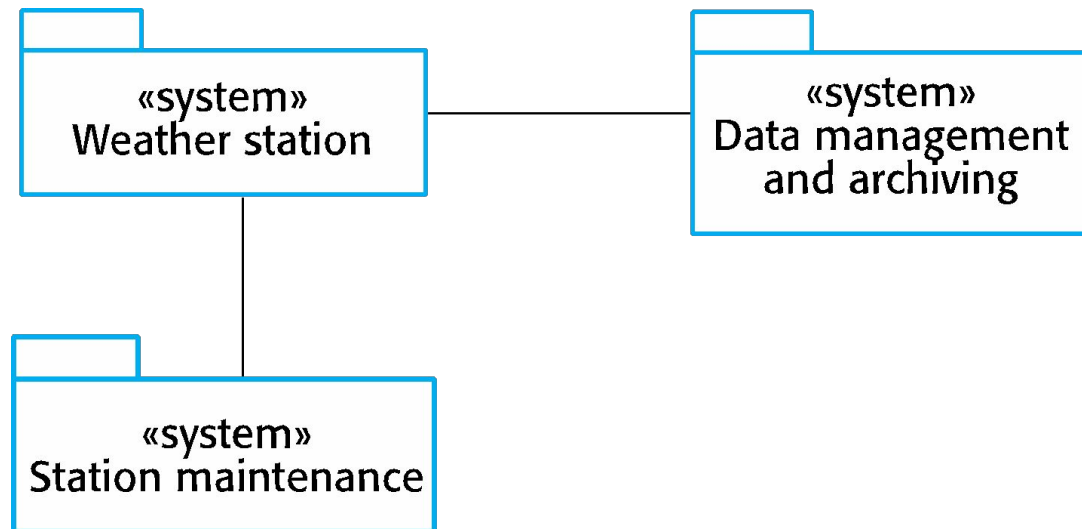 «system»
Weather station
«system»
Data management
and archiving
«system»
Station maintenance